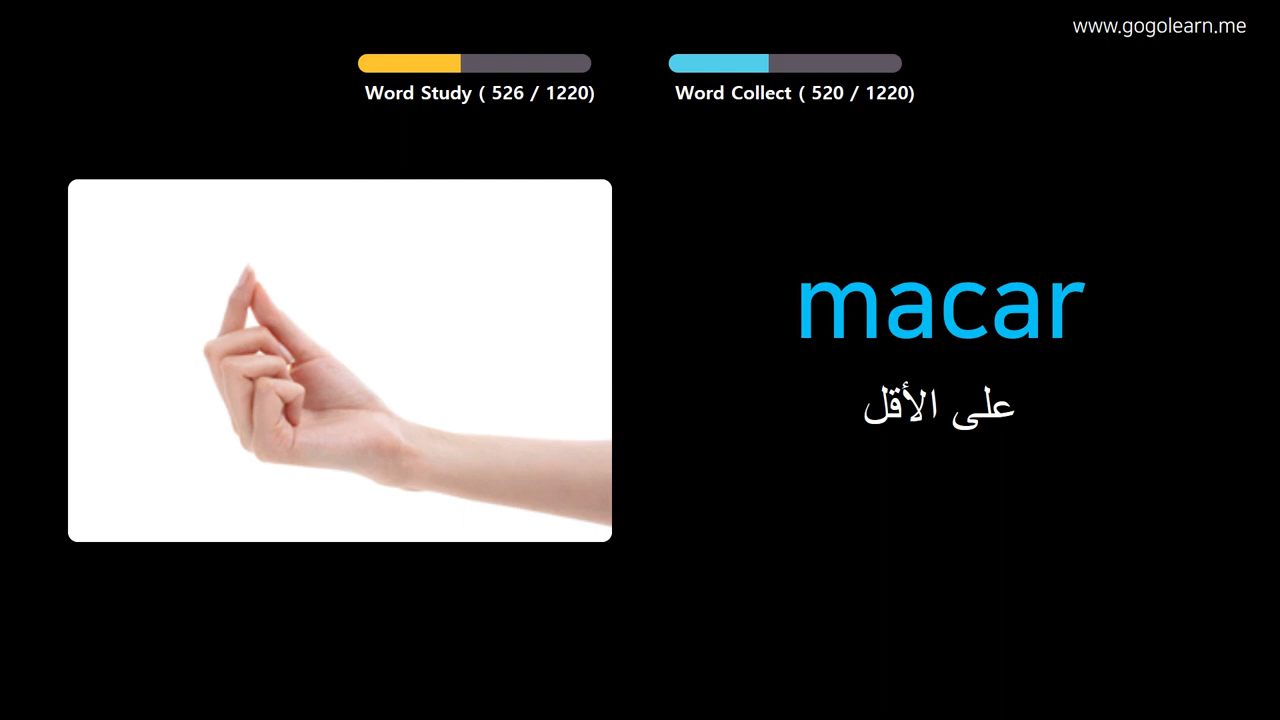 www.gogolearn.me
Word Study ( 526 / 1220)
Word Collect ( 520 / 1220)
macar
على الأقل